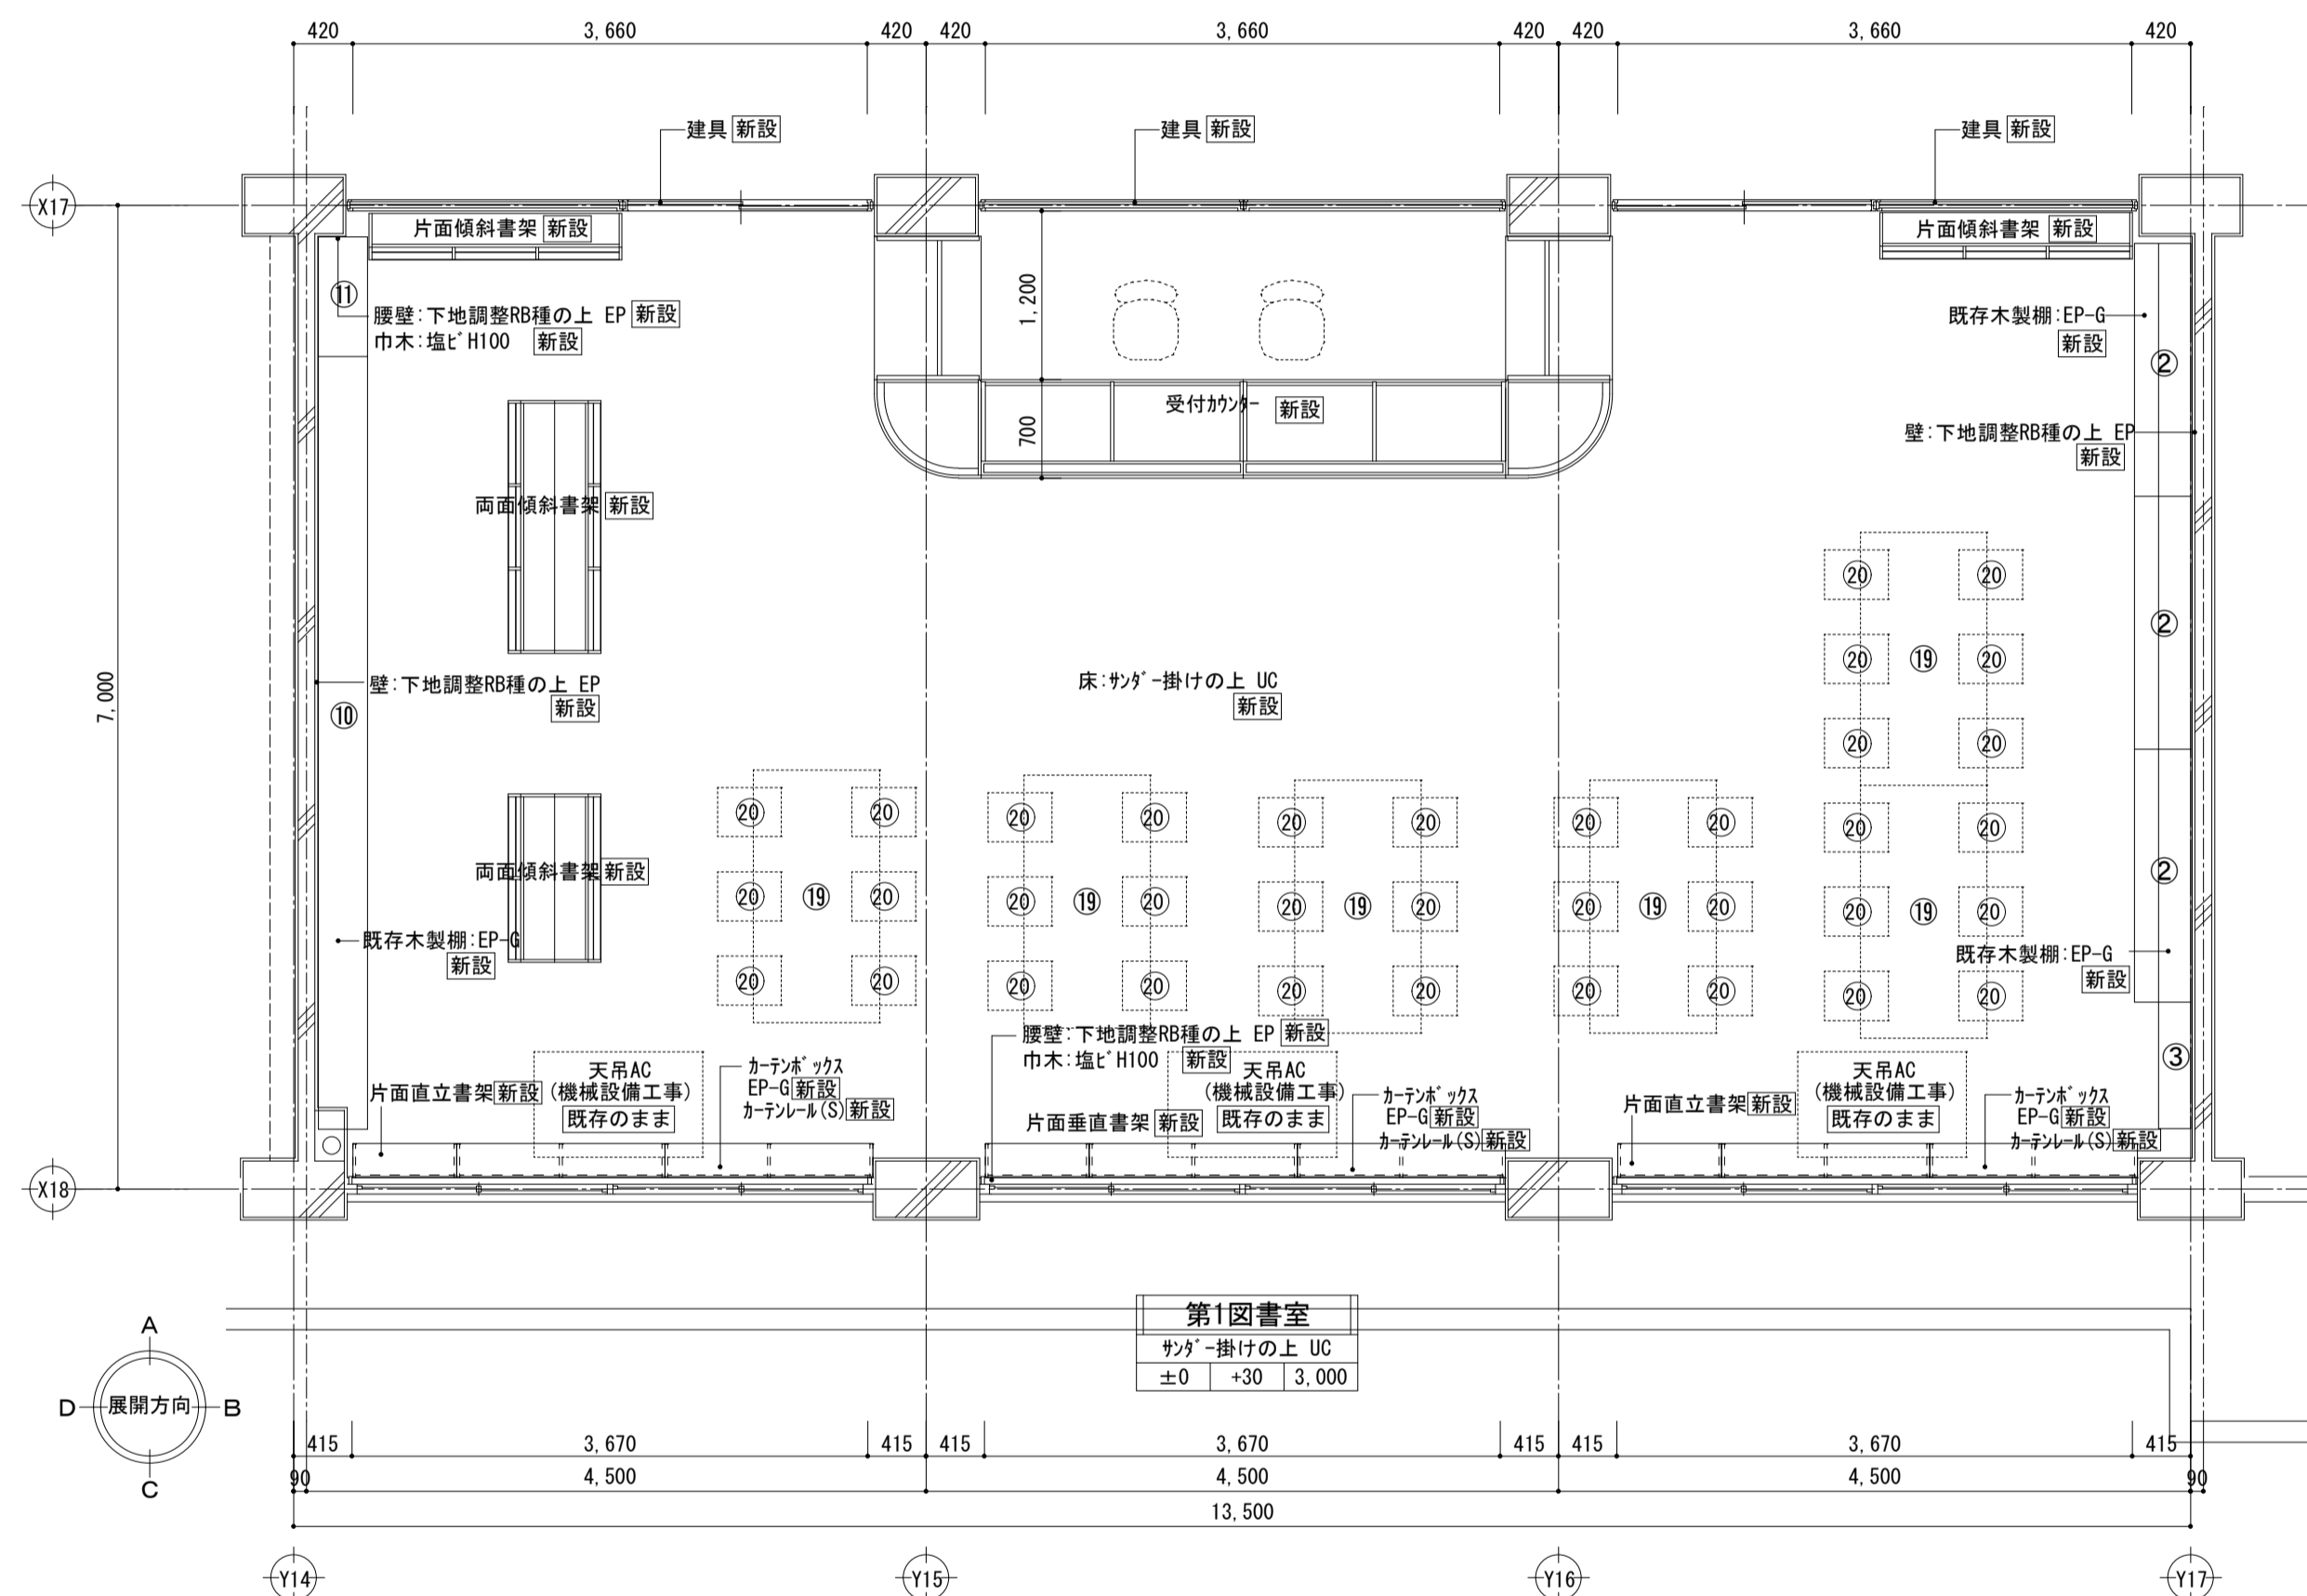 420 3,660 420 420 3,660 420 420 3,660 420
建具 新設 建具 新設 建具 新設
X17
片面傾斜書架 新設 片面傾斜書架 新設
⑪
腰壁:下地調整RB種の上 EP 新設
巾木:塩ビH100 新設
1,200
既存木製棚:EP-G
新設
②
受付カウンター 新設
700
壁:下地調整RB種の上 EP
新設
両面傾斜書架 新設
⑳ ⑳
②
⑳ ⑲ ⑳
7,000
壁:下地調整RB種の上 EP
新設
⑩
床:サンダー掛けの上 UC
新設
⑳ ⑳
⑳ ⑳ ⑳ ⑳ ⑳ ⑳ ⑳ ⑳ ⑳ ⑳
両面傾斜書架 新設
②
⑳ ⑲ ⑳ ⑳ ⑲ ⑳ ⑳ ⑲ ⑳ ⑳ ⑲ ⑳ ⑳ ⑲ ⑳
既存木製棚:EP-G
新設
既存木製棚:EP-G
新設
⑳ ⑳ ⑳ ⑳ ⑳ ⑳ ⑳ ⑳ ⑳ ⑳
腰壁:下地調整RB種の上 EP 新設
巾木:塩ビH100 新設
③
片面直立書架 新設
天吊AC
(機械設備工事)
既存のまま
カーテンボックス
EP-G 新設
カーテンレール(S) 新設
片面垂直書架 新設
天吊AC
(機械設備工事)
既存のまま
カーテンボックス
EP-G 新設
カーテンレール(S) 新設
片面直立書架 新設
天吊AC
(機械設備工事)
既存のまま
カーテンボックス
EP-G 新設
カーテンレール(S) 新設
X18
第1図書室
サンダー掛けの上 UC
±0 +30 3,000
A
D 展開方向 B
C
415 3,670 415 415 3,670 415 415 3,670 415
90 4,500 4,500 4,500 90
13,500
Y14 Y15 Y16 Y17